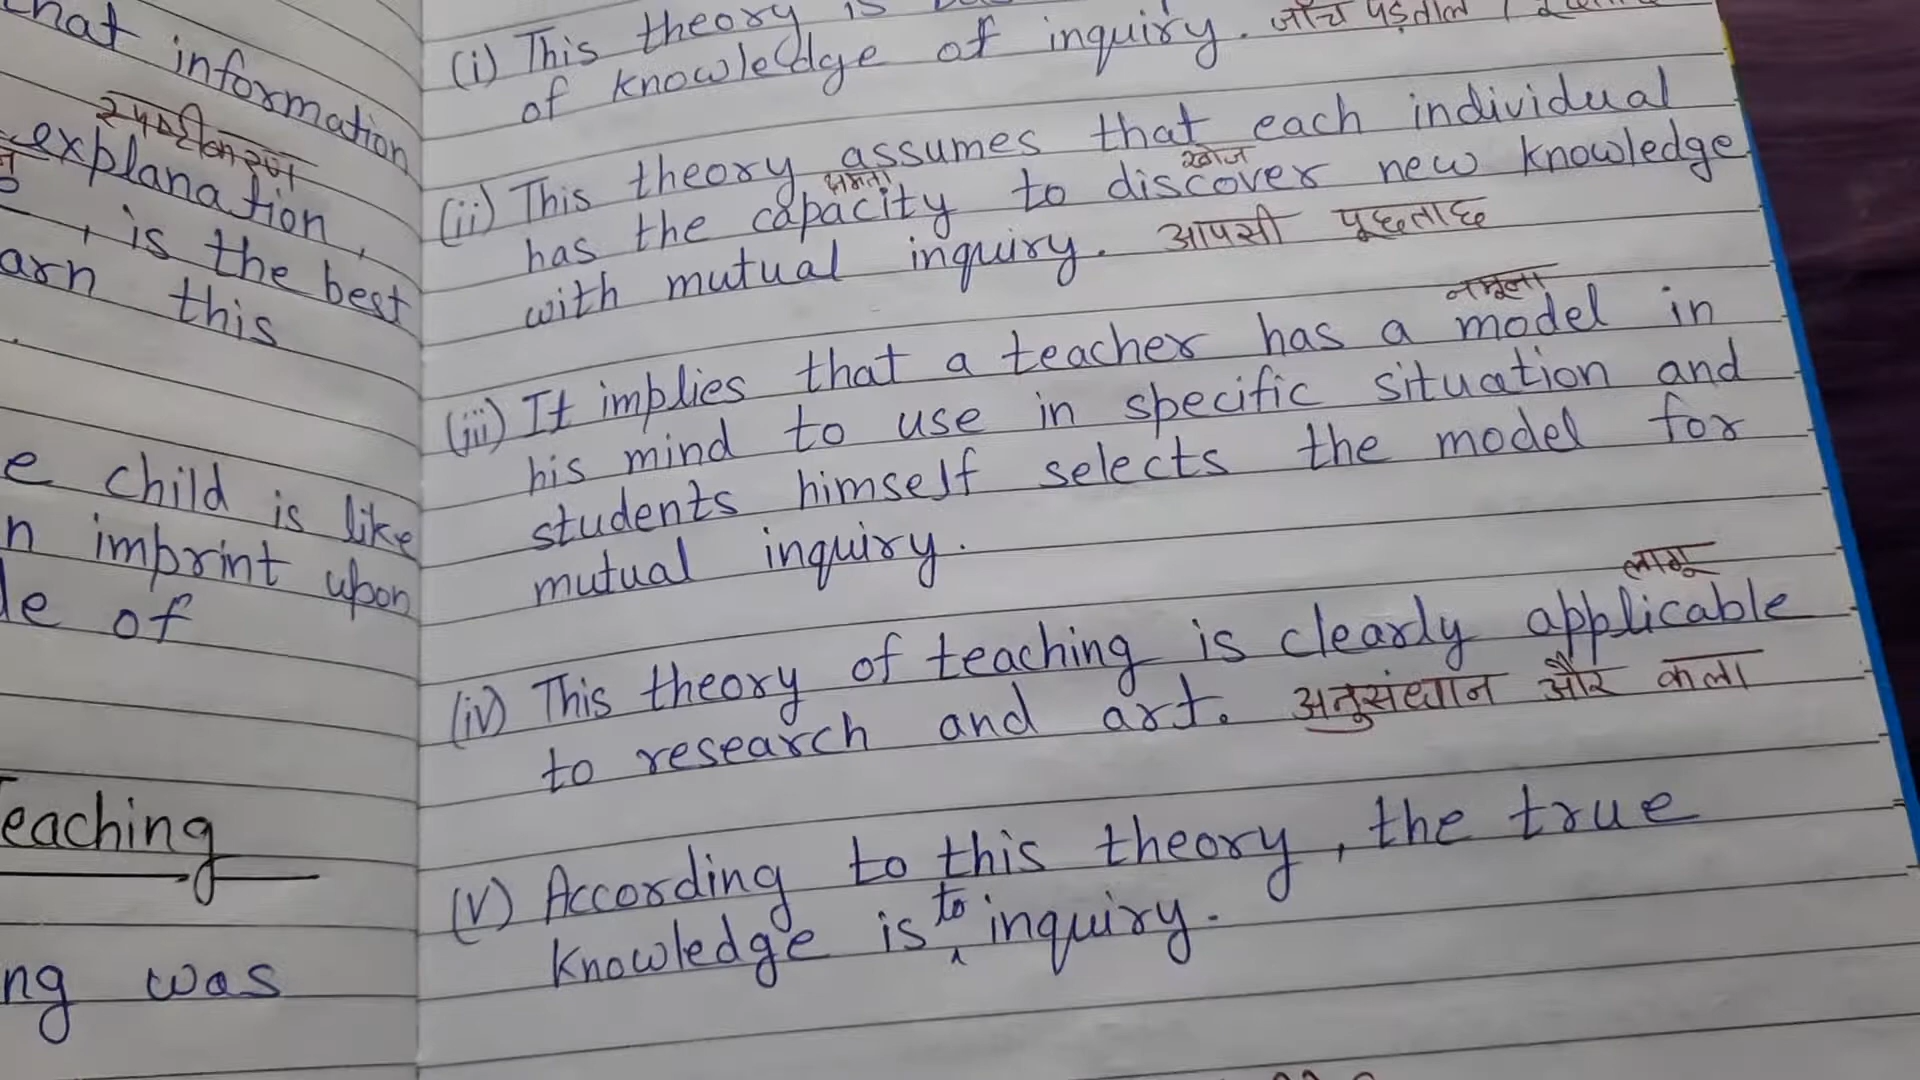 hat
information
स्पष्टीकरण
explanation,
, is the best
arn this
e child is like
n imprint upon
le of
eaching
ng was
(i) This theory is
of knowledge of inquiry. जाँच पड़ताल
(ii) This theory assumes that each individual
क्षमता खोज
has the capacity to discover new knowledge
with mutual inquiry. आपसी पूछताछ
नमूना
(iii) It implies that a teacher has a model in
his mind to use in specific situation and
students himself selects the model for
mutual inquiry.
लागू
(iv) This theory of teaching is clearly applicable
to research and art. अनुसंधान और कला
(v) According to this theory, the true
knowledge is to inquiry.